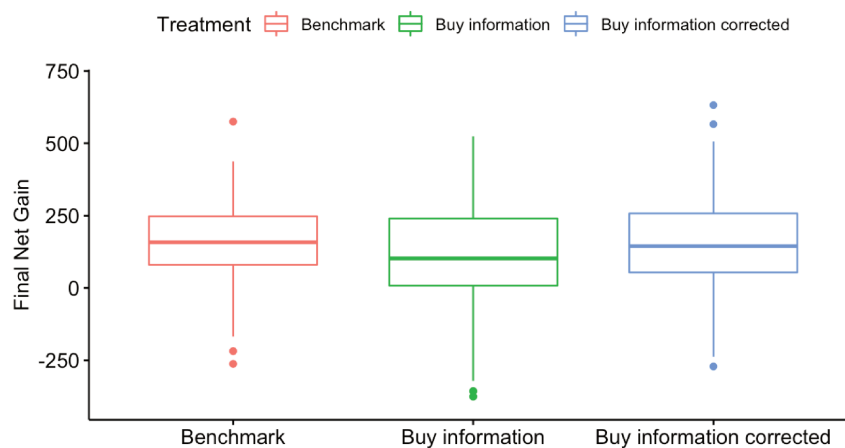 Treatment Benchmark Buy information Buy information corrected
750
500
250
0
-250
Final Net Gain
Benchmark Buy information Buy information corrected